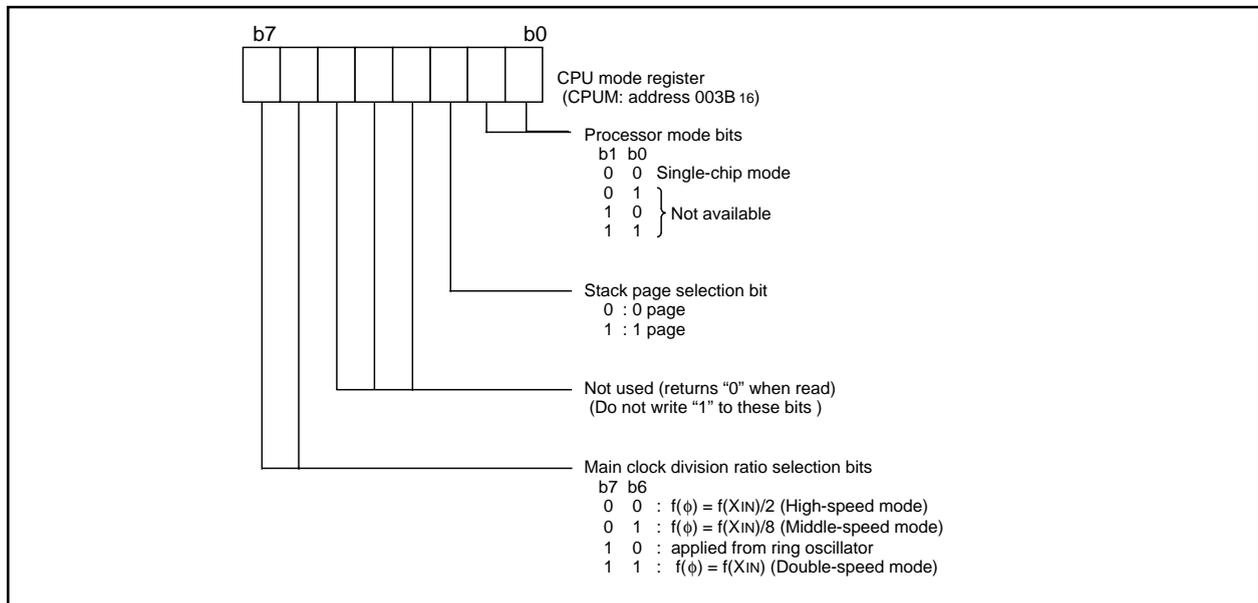 b7 b0
CPU mode register
(CPUM: address 003B 16)
Processor mode bits
b1 b0
0 0 Single-chip mode
0 1
1 0 Not available
1 1
Stack page selection bit
0 : 0 page
1 : 1 page
Not used (returns “0” when read)
(Do not write “1” to these bits )
Main clock division ratio selection bits
b7 b6
0 0 : f(ϕ) = f(XIN)/2 (High-speed mode)
0 1 : f(ϕ) = f(XIN)/8 (Middle-speed mode)
1 0 : applied from ring oscillator
1 1 : f(ϕ) = f(XIN) (Double-speed mode)